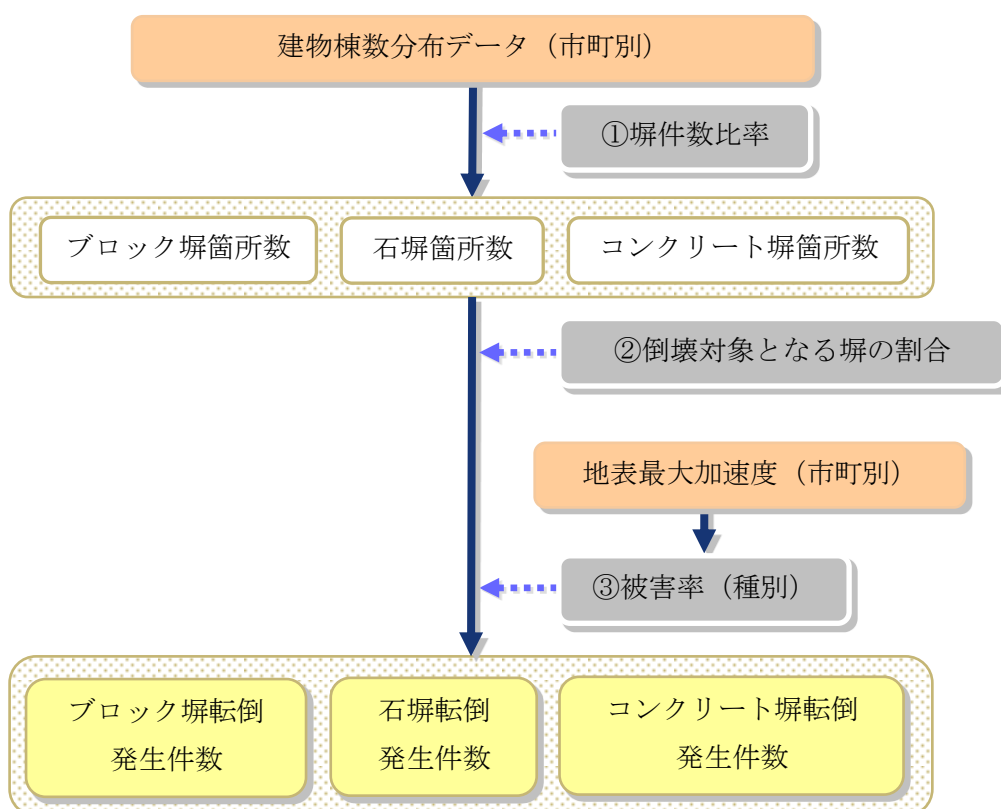 建物棟数分布データ（市町別）
①塀件数比率
ブロック塀箇所数
石塀箇所数
コンクリート塀箇所数
②倒壊対象となる塀の割合
地表最大加速度（市町別）
③被害率（種別）
ブロック塀転倒
発生件数
石塀転倒
発生件数
コンクリート塀転倒
発生件数